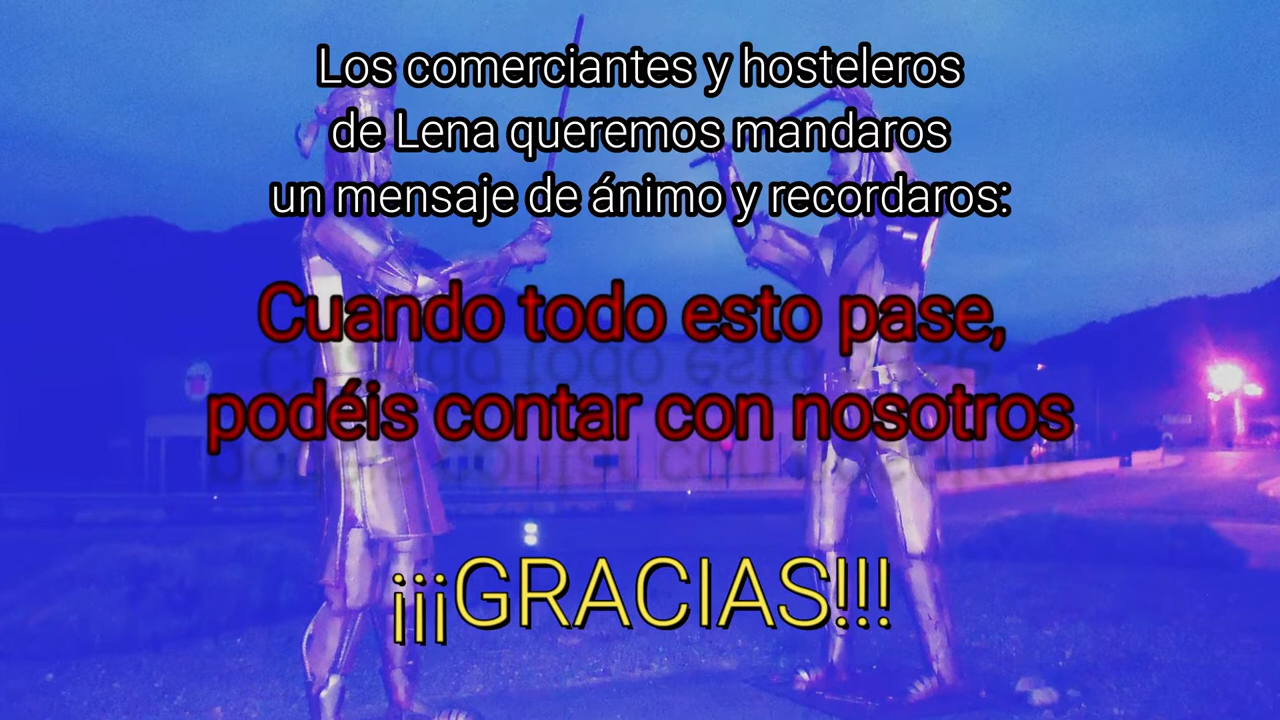 Los comerciantes y hosteleros
de Lena queremos mandaros
un mensaje de ánimo y recordaros:
Cuando todo esto pase,
podéis contar con nosotros
¡¡¡GRACIAS!!!